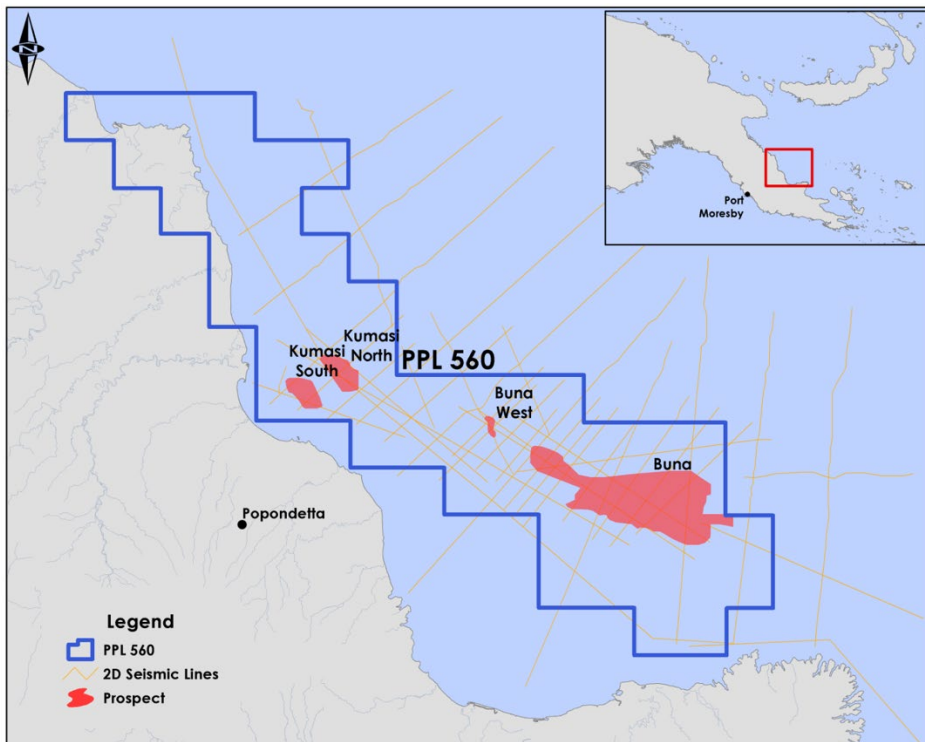 N
Port
Moresby
Kumasi
North
Kumasi
South
PPL 560
Buna
West
Buna
Popondetta
Legend
PPL 560
2D Seismic Lines
Prospect